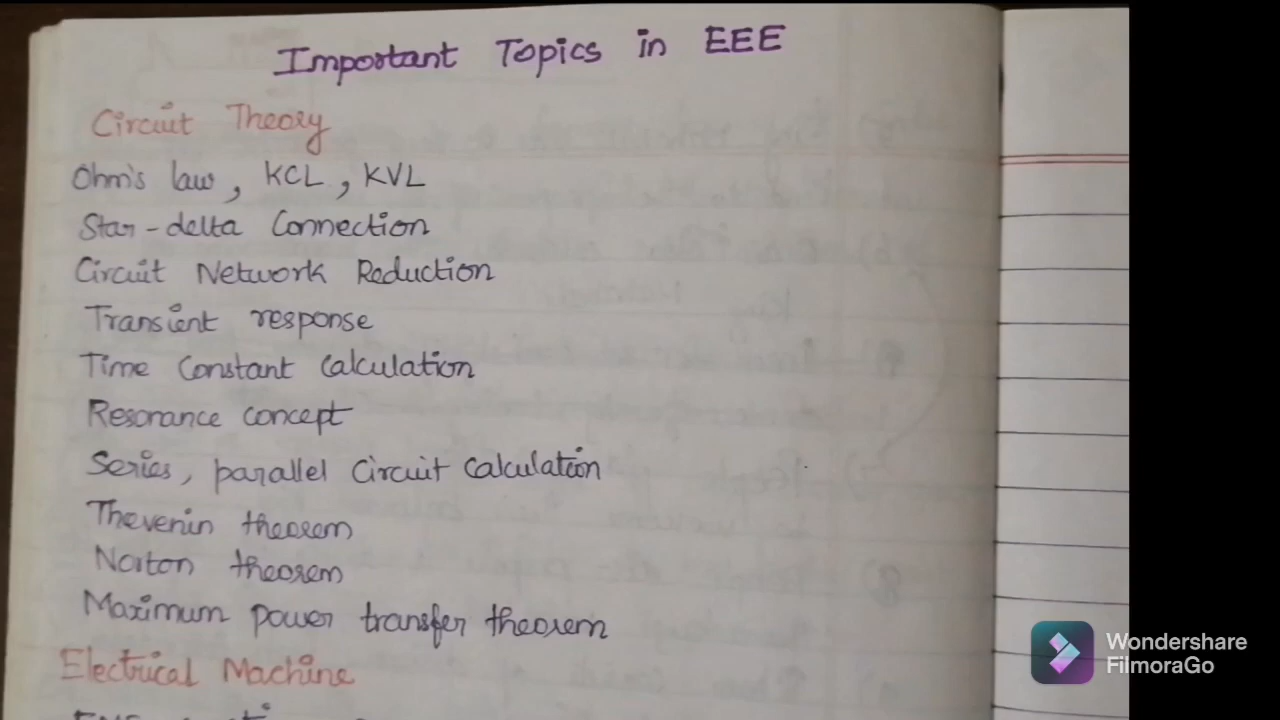 Important Topics in EEE
Circuit Theory
Ohm's law, KCL, KVL
Star-delta Connection
Circuit Network Reduction
Transient response
Time Constant Calculation
Resonance concept
Series, parallel Circuit Calculation
Thevenin theorem
Norton theorem
Maximum power transfer theorem
Electrical Machine
Wondershare
FilmoraGo